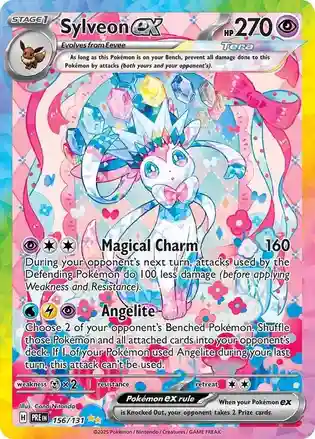 STAGE 1
Sylveon ex
HP 270
Evolves from Eevee
Tera
As long as this Pokémon is on your Bench, prevent all damage done to this
Pokémon by attacks (both yours and your opponent's).
Magical Charm 160
During your opponent's next turn, attacks used by the
Defending Pokémon do 100 less damage (before applying
Weakness and Resistance).
Angelite
Choose 2 of your opponent's Benched Pokémon. Shuffle
those Pokémon and all attached cards into your opponent's
deck. If 1 of your Pokémon used Angelite during your last
turn, this attack can't be used.
weakness ×2 resistance retreat
Pokémon ex rule
When your Pokémon ex
is Knocked Out, your opponent takes 2 Prize cards.
Illus.
H PRE EN 156/131
©2025 Pokémon / Nintendo / Creatures / GAME FREAK